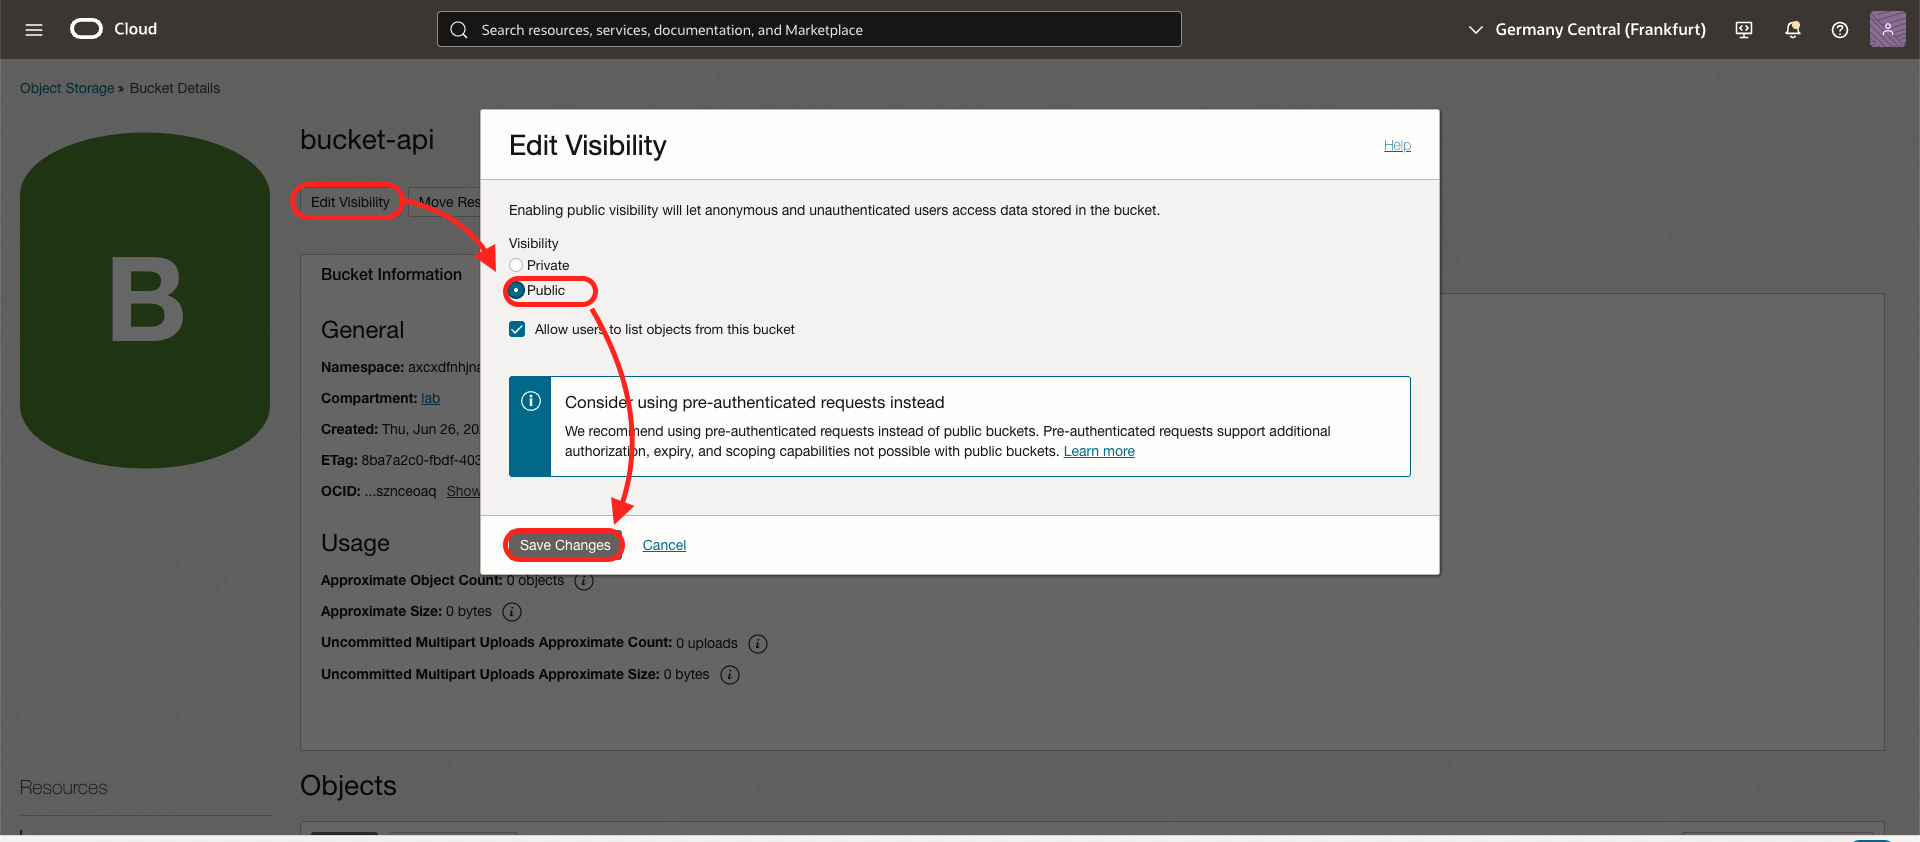 Cloud
Search resources, services, documentation, and Marketplace
Germany Central (Frankfurt)
Object Storage » Bucket Details
B
bucket-api
Edit Visibility
Move Res
Bucket Information
General
Namespace: axcxdfnhjna
Compartment: lab
Created: Thu, Jun 26, 20
ETag: 8ba7a2c0-fbdf-403
OCID: ...sznceoaq Show
Usage
Approximate Object Count: 0 objects
Approximate Size: 0 bytes
Uncommitted Multipart Uploads Approximate Count: 0 uploads
Uncommitted Multipart Uploads Approximate Size: 0 bytes
Edit Visibility
Help
Enabling public visibility will let anonymous and unauthenticated users access data stored in the bucket.
Visibility
Private
Public
Allow users to list objects from this bucket
Consider using pre-authenticated requests instead
We recommend using pre-authenticated requests instead of public buckets. Pre-authenticated requests support additional
authorization, expiry, and scoping capabilities not possible with public buckets. Learn more
Save Changes
Cancel
Resources
Objects